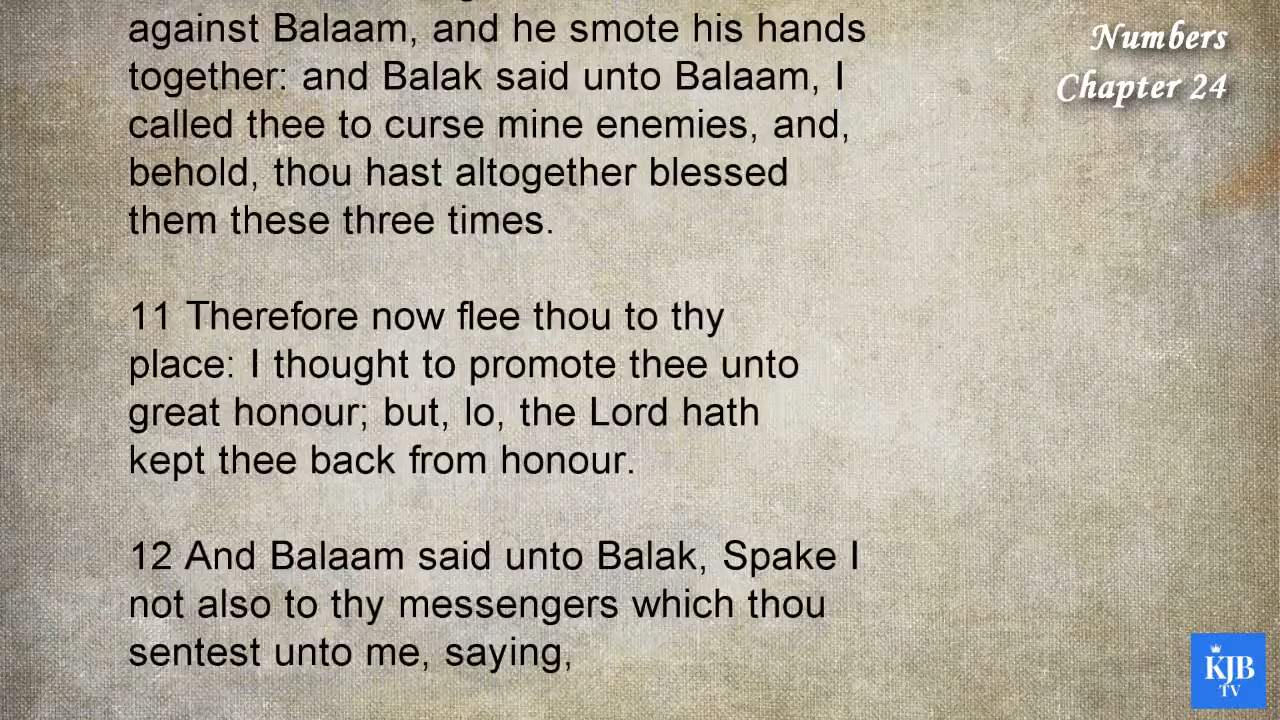 against Balaam, and he smote his hands
together: and Balak said unto Balaam, I
called thee to curse mine enemies, and,
behold, thou hast altogether blessed
them these three times.
11 Therefore now flee thou to thy
place: I thought to promote thee unto
great honour; but, lo, the Lord hath
kept thee back from honour.
12 And Balaam said unto Balak, Spake I
not also to thy messengers which thou
sentest unto me, saying,
Numbers
Chapter 24
KJB
TV